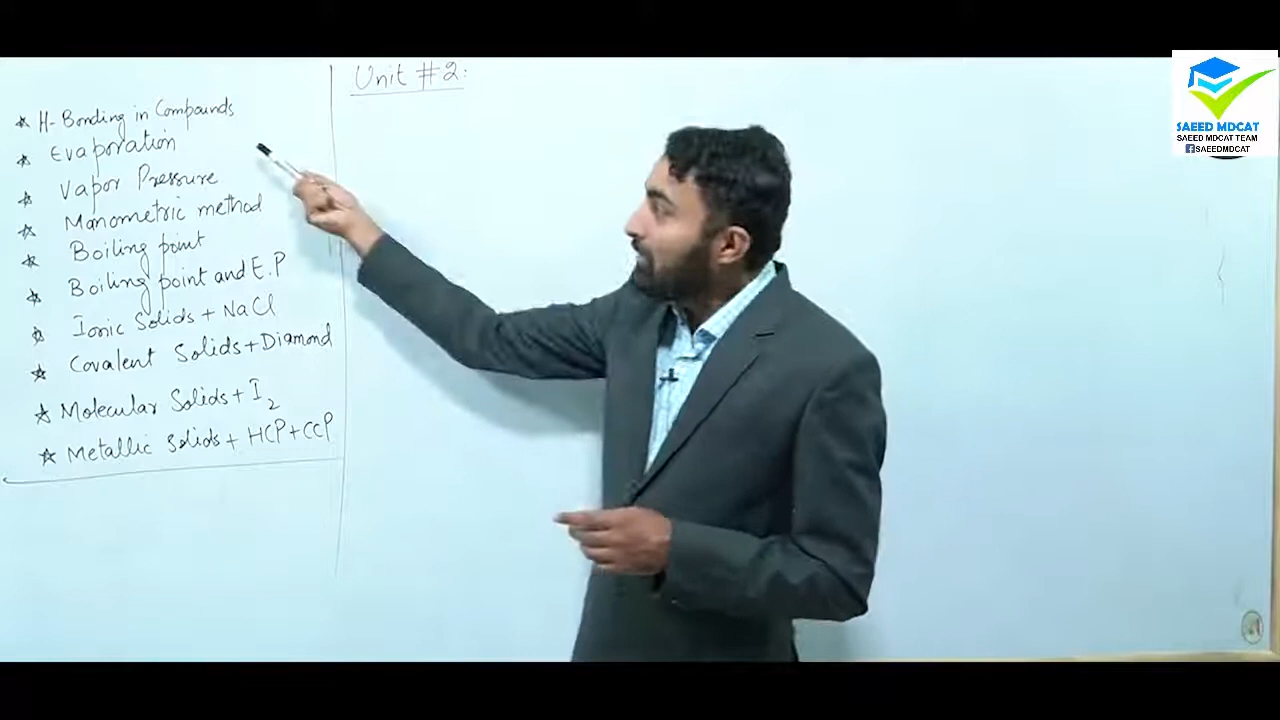 Unit #2:
★ H-Bonding in Compounds
★ Evaporation
★ Vapor Pressure
★ Manometric method
★ Boiling point
★ Boiling point and E.P
★ Ionic Solids + NaCl
★ Covalent Solids + Diamond
★ Molecular Solids + I₂
★ Metallic Solids + HCP + CCP
SAEED MDCAT
SAEED MDCAT TEAM
SAEEDMDCAT